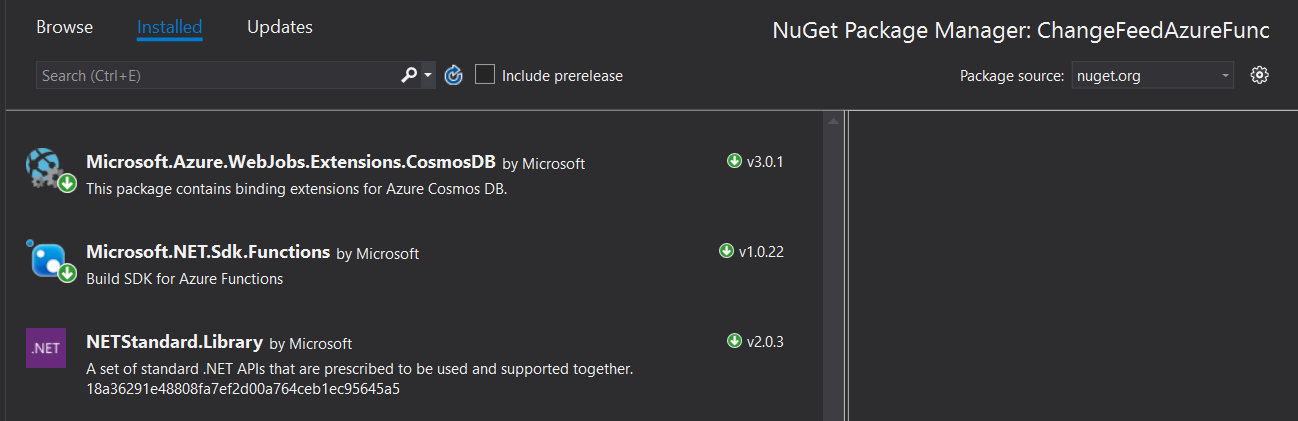 Browse Installed Updates NuGet Package Manager: ChangeFeedAzureFunc
Search (Ctrl+E) Include prerelease Package source: nuget.org
Microsoft.Azure.WebJobs.Extensions.CosmosDB by Microsoft v3.0.1
This package contains binding extensions for Azure Cosmos DB.
Microsoft.NET.Sdk.Functions by Microsoft v1.0.22
Build SDK for Azure Functions
.NET NETStandard.Library by Microsoft v2.0.3
A set of standard .NET APIs that are prescribed to be used and supported together.
18a36291e48808fa7ef2d00a764ceb1ec95645a5